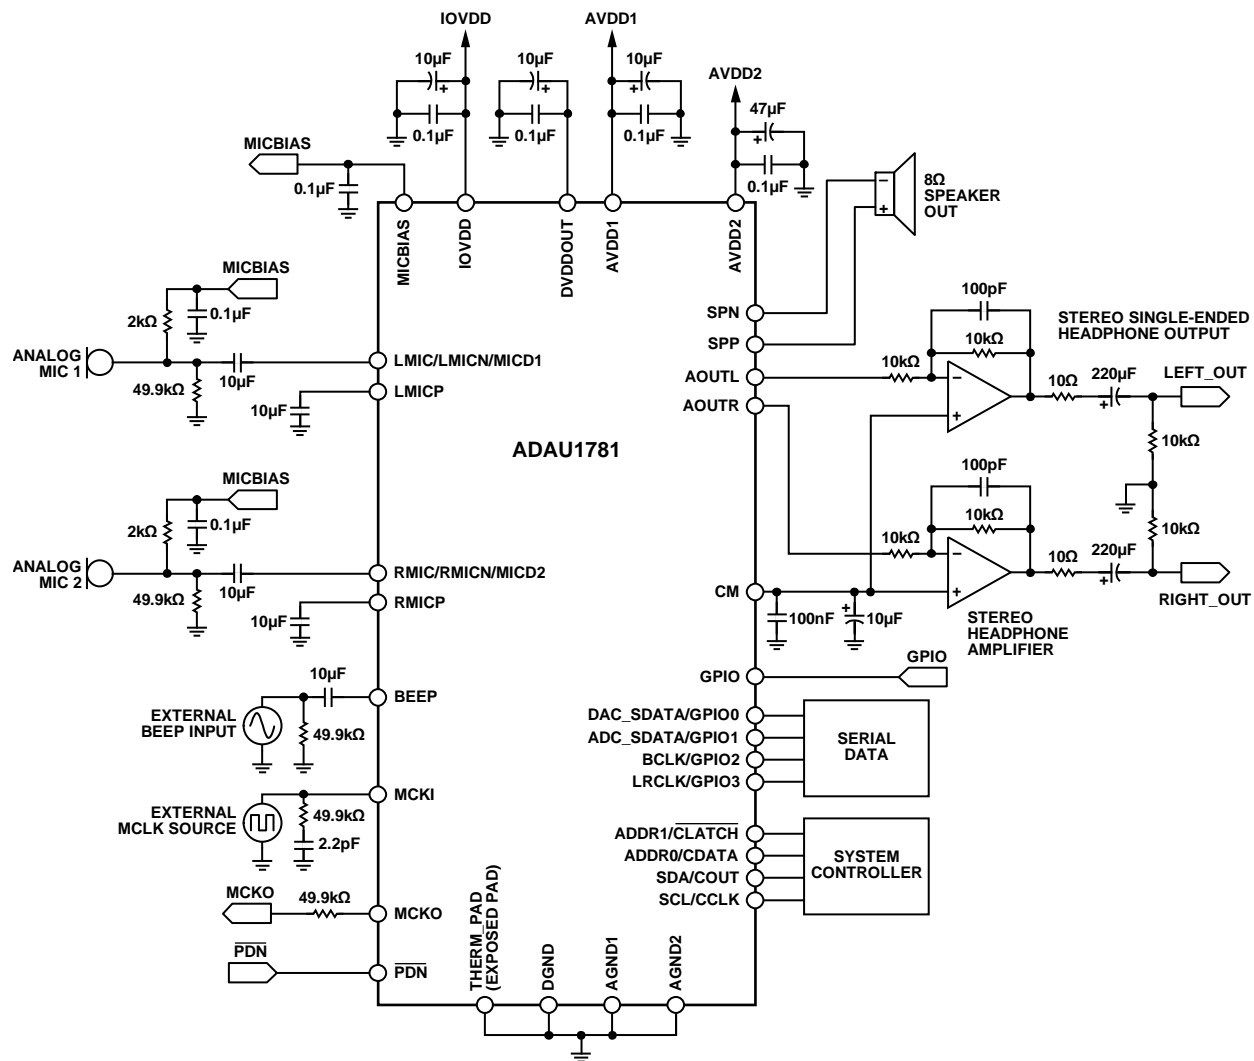 IOVDD
AVDD1
10µF
10µF
10µF
AVDD2
+
+
+
47µF
0.1µF
0.1µF
0.1µF
+
MICBIAS
0.1µF
0.1µF
8Ω
SPEAKER
OUT
−
+
MICBIAS
IOVDD
DVDDOUT
AVDD1
AVDD2
MICBIAS
0.1µF
2kΩ
ANALOG
MIC 1
49.9kΩ
10µF
LMIC/LMICN/MICD1
10µF
LMICP
SPN
SPP
AOUTL
AOUTR
100pF
10kΩ
10kΩ
−
+
STEREO SINGLE-ENDED
HEADPHONE OUTPUT
10Ω
220µF
+
LEFT_OUT
10kΩ
ADAU1781
MICBIAS
0.1µF
2kΩ
ANALOG
MIC 2
49.9kΩ
10µF
RMIC/RMICN/MICD2
10µF
RMICP
100pF
10kΩ
10kΩ
−
+
10Ω
220µF
+
10kΩ
RIGHT_OUT
CM
100nF
+
10µF
STEREO
HEADPHONE
AMPLIFIER
GPIO
GPIO
10µF
BEEP
EXTERNAL
BEEP INPUT
49.9kΩ
DAC_SDATA/GPIO0
ADC_SDATA/GPIO1
BCLK/GPIO2
LRCLK/GPIO3
SERIAL
DATA
MCKI
EXTERNAL
MCLK SOURCE
49.9kΩ
2.2pF
ADDR1/CLATCH
ADDR0/CDATA
SDA/COUT
SCL/CCLK
SYSTEM
CONTROLLER
MCKO
49.9kΩ
MCKO
PDN
PDN
THERM_PAD
(EXPOSED PAD)
DGND
AGND1
AGND2